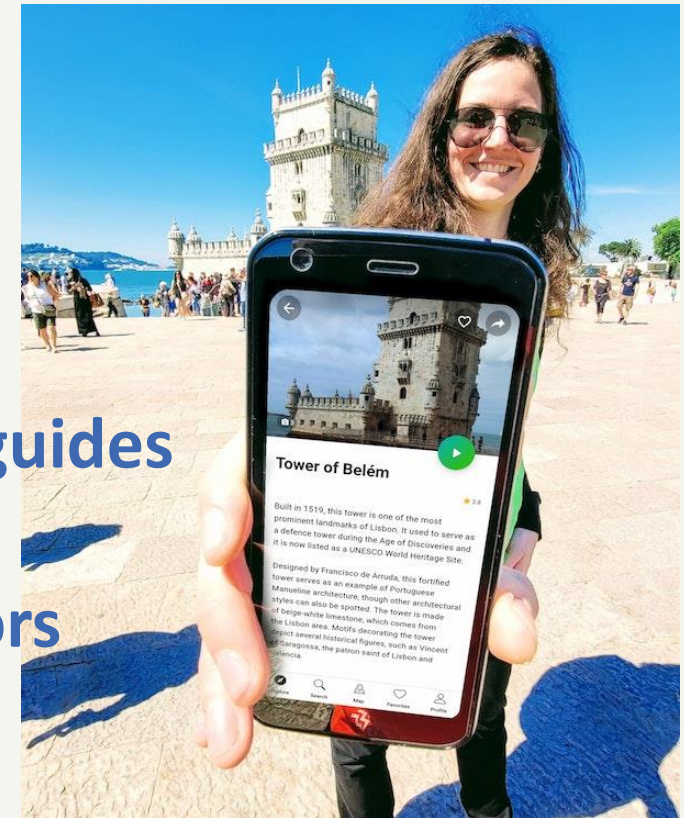 guides
ors
Tower of Belém
3.8
Built in 1519, this tower is one of the most
prominent landmarks of Lisbon. It used to serve as
a defence tower during the Age of Discoveries and
it is now listed as a UNESCO World Heritage Site.
Designed by Francisco de Arruda, this fortified
tower serves as an example of Portuguese
Manueline architecture, though other architectural
styles can also be spotted. The tower is made
of beige-white limestone, which comes from
the Lisbon area. Motifs decorating the tower
depict several historical figures, such as Vincent
of Saragossa, the patron saint of Lisbon and
Valencia.
Explore Search Map Favorites Profile